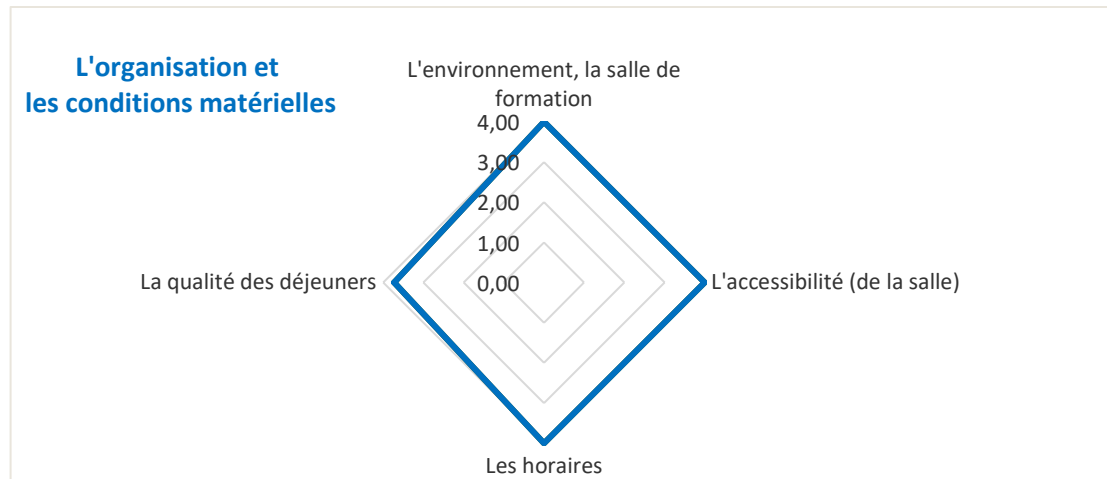 L'organisation et
les conditions matérielles
L'environnement, la salle de
formation
4,00
3,00
2,00
1,00
0,00
La qualité des déjeuners
L'accessibilité (de la salle)
Les horaires